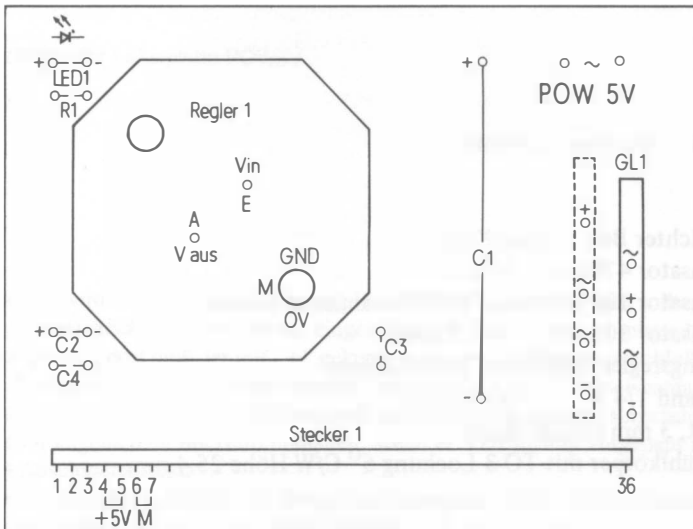 + -
LED1
R1
Regler 1
Vin
E
A
V aus
GND
M
0V
+ -
C2
C4
C3
+
C1
-
~
POW 5V
GL1
+
~
~
-
~
+
~
-
Stecker 1
1 2 3 4 5 6 7
36
+5V M